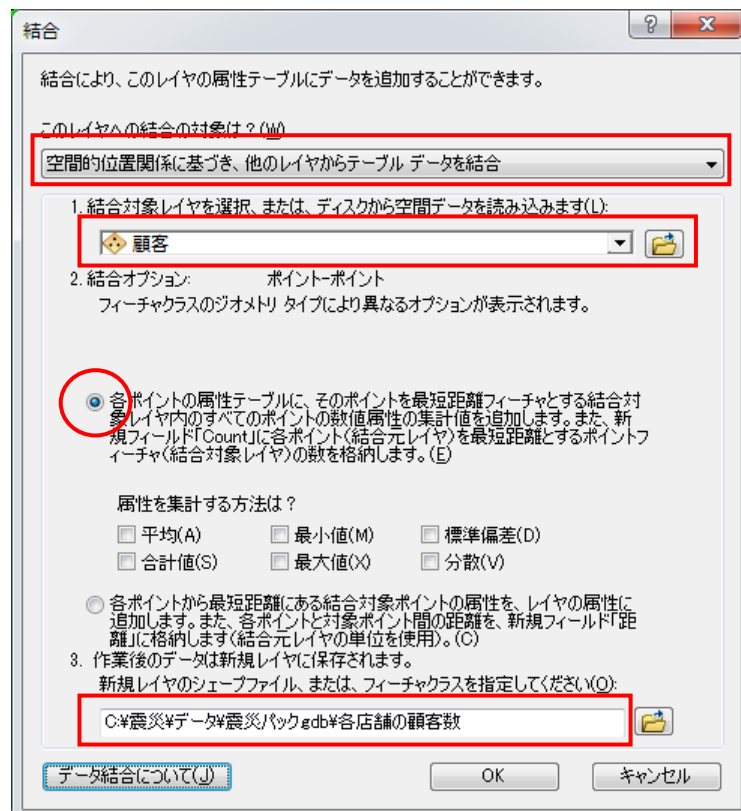 結合
結合により、このレイヤの属性テーブルにデータを追加することができます。
このレイヤへの結合の対象は？(W)
空間的位置関係に基づき、他のレイヤからテーブル データを結合
1. 結合対象レイヤを選択、または、ディスクから空間データを読み込みます(L):
顧客
2. 結合オプション: ポイント-ポイント
フィーチャクラスのジオメトリ タイプにより異なるオプションが表示されます。
各ポイントの属性テーブルに、そのポイントを最短距離フィーチャとする結合対
象レイヤ内のすべてのポイントの数値属性の集計値を追加します。また、新
規フィールド「Count」に各ポイント(結合元レイヤ)を最短距離とするポイントフ
ィーチャ(結合対象レイヤ)の数を格納します。(E)
属性を集計する方法は？
平均(A) 最小値(M) 標準偏差(D)
合計値(S) 最大値(X) 分散(V)
各ポイントから最短距離にある結合対象ポイントの属性を、レイヤの属性に
追加します。また、各ポイントと対象ポイント間の距離を、新規フィールド「距
離」に格納します(結合元レイヤの単位を使用)。(C)
3. 作業後のデータは新規レイヤに保存されます。
新規レイヤのシェープファイル、または、フィーチャクラスを指定してください(O):
C:¥震災¥データ¥震災パック.gdb¥各店舗の顧客数
データ結合について(J) OK キャンセル